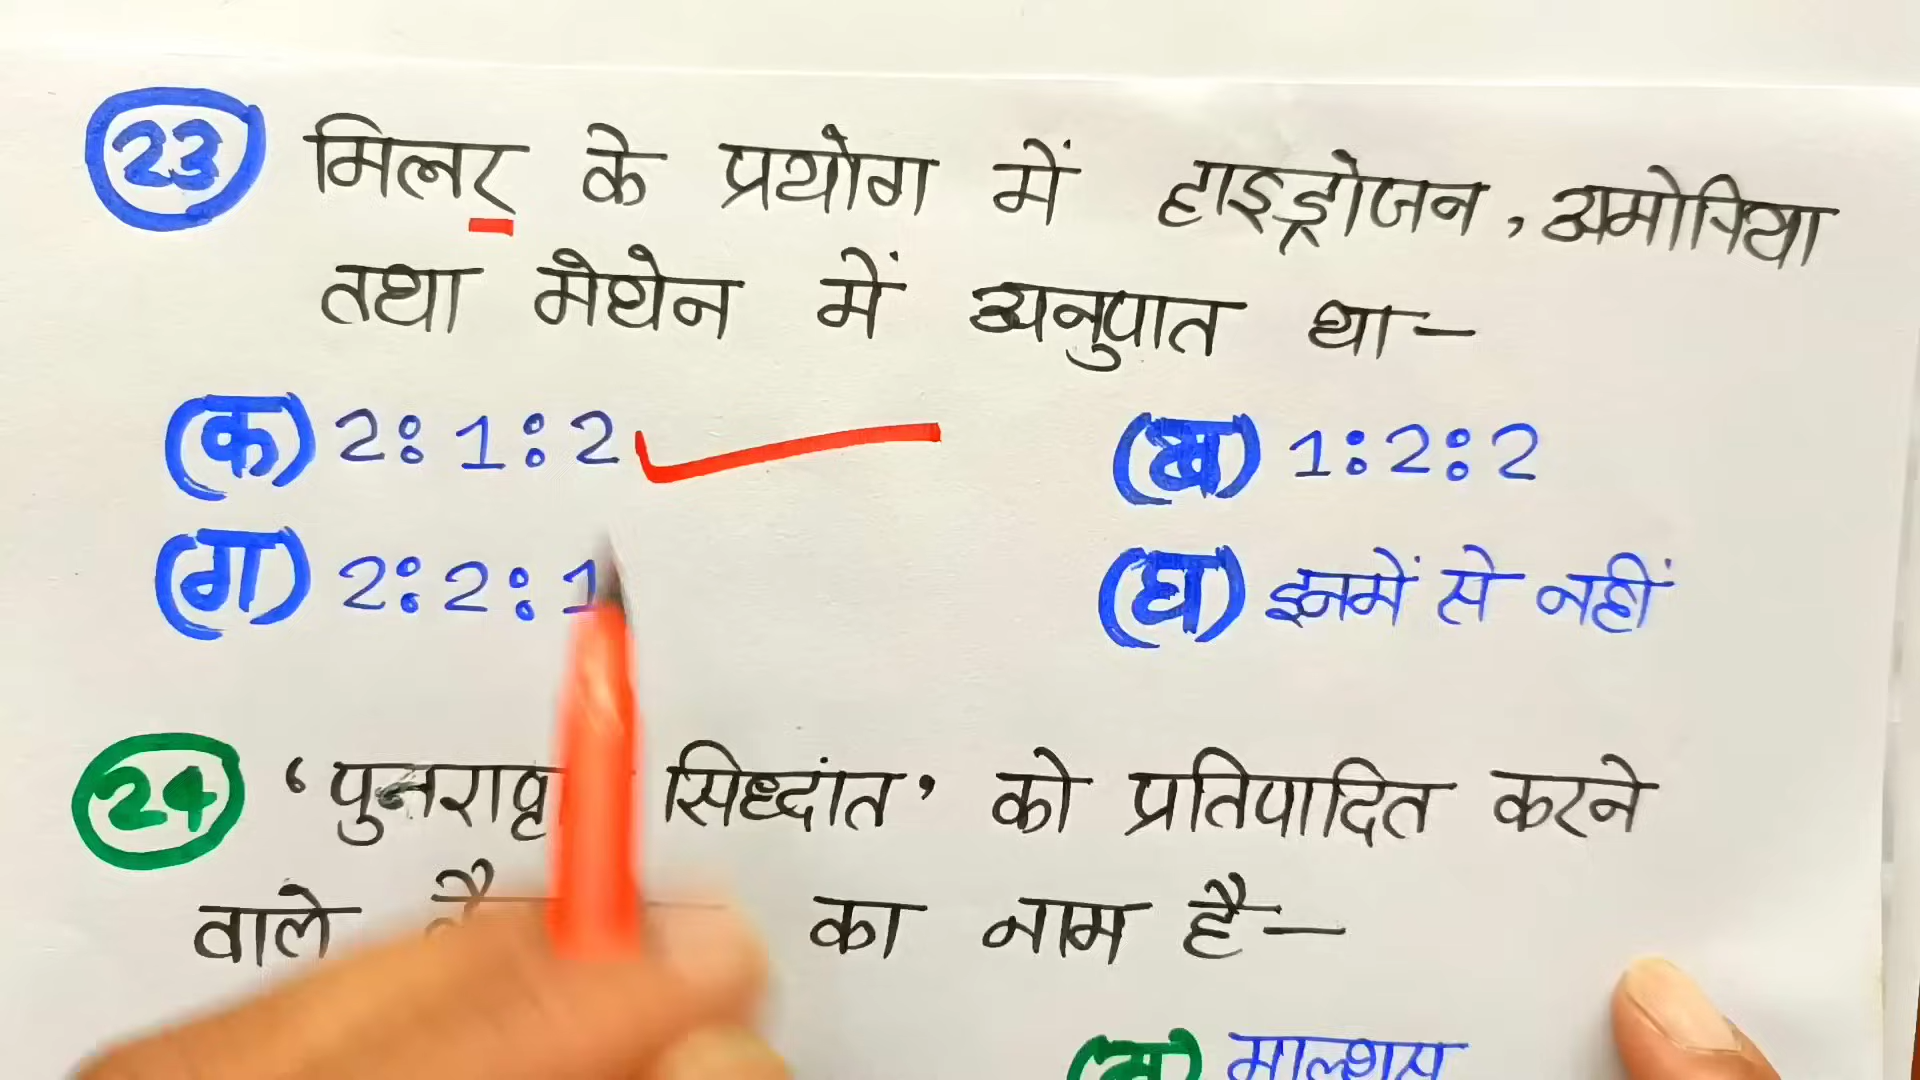 23 मिलर के प्रयोग में हाइड्रोजन, अमोनिया
तथा मेथेन में अनुपात था-
(क) 2:1:2 (ख) 1:2:2
(ग) 2:2:1 (घ) इनमें से नहीं
24 ‘ सिध्दांत’ को प्रतिपादित करने
वाले का नाम है-
माल्थस